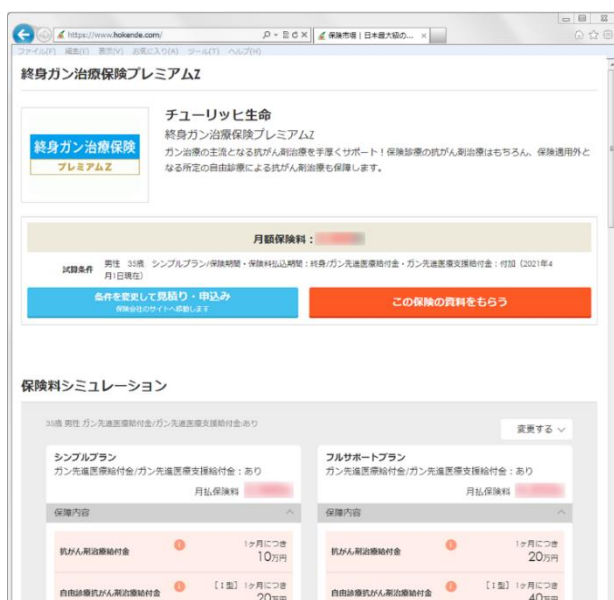 https://www.hokende.com/
保険市場 | 日本最大級の...
ファイル(F) 編集(E) 表示(V) お気に入り(A) ツール(T) ヘルプ(H)
終身ガン治療保険プレミアムZ
終身ガン治療保険
プレミアムZ
チューリッヒ生命
終身ガン治療保険プレミアムZ
ガン治療の主流となる抗がん剤治療を手厚くサポート！保険診療の抗がん剤治療はもちろん、保険適用外と
なる所定の自由診療による抗がん剤治療も保障します。
月額保険料：
試算条件
男性 35歳 シンプルプラン/保険期間・保険料払込期間：終身/ガン先進医療給付金・ガン先進医療支援給付金：付加（2021年4
月1日現在）
条件を変更して見積り・申込み
保険会社のサイトへ移動します
この保険の資料をもらう
保険料シミュレーション
35歳 男性 ガン先進医療給付金/ガン先進医療支援給付金:あり
変更する
シンプルプラン
ガン先進医療給付金/ガン先進医療支援給付金：あり
月払保険料
保障内容
抗がん剤治療給付金
1ヶ月につき
10万円
自由診療抗がん剤治療給付金
［Ⅰ型］ 1ヶ月につき
20万円
フルサポートプラン
ガン先進医療給付金/ガン先進医療支援給付金：あり
月払保険料
保障内容
抗がん剤治療給付金
1ヶ月につき
20万円
自由診療抗がん剤治療給付金
［Ⅰ型］ 1ヶ月につき
40万円